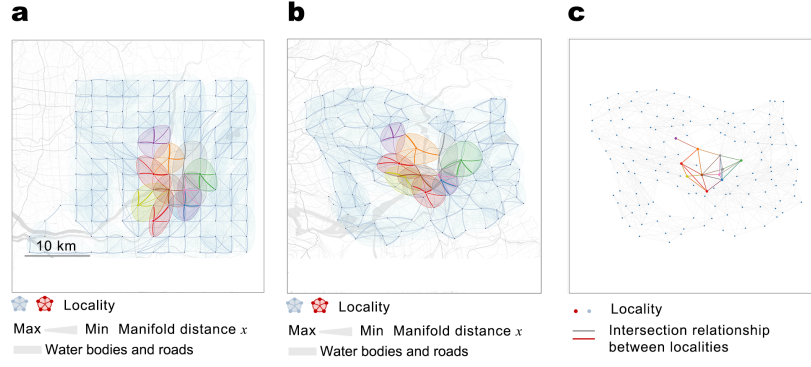 a
b
c
10 km
Locality
Max Min Manifold distance x
Water bodies and roads
Locality
Max Min Manifold distance x
Water bodies and roads
Locality
Intersection relationship
between localities